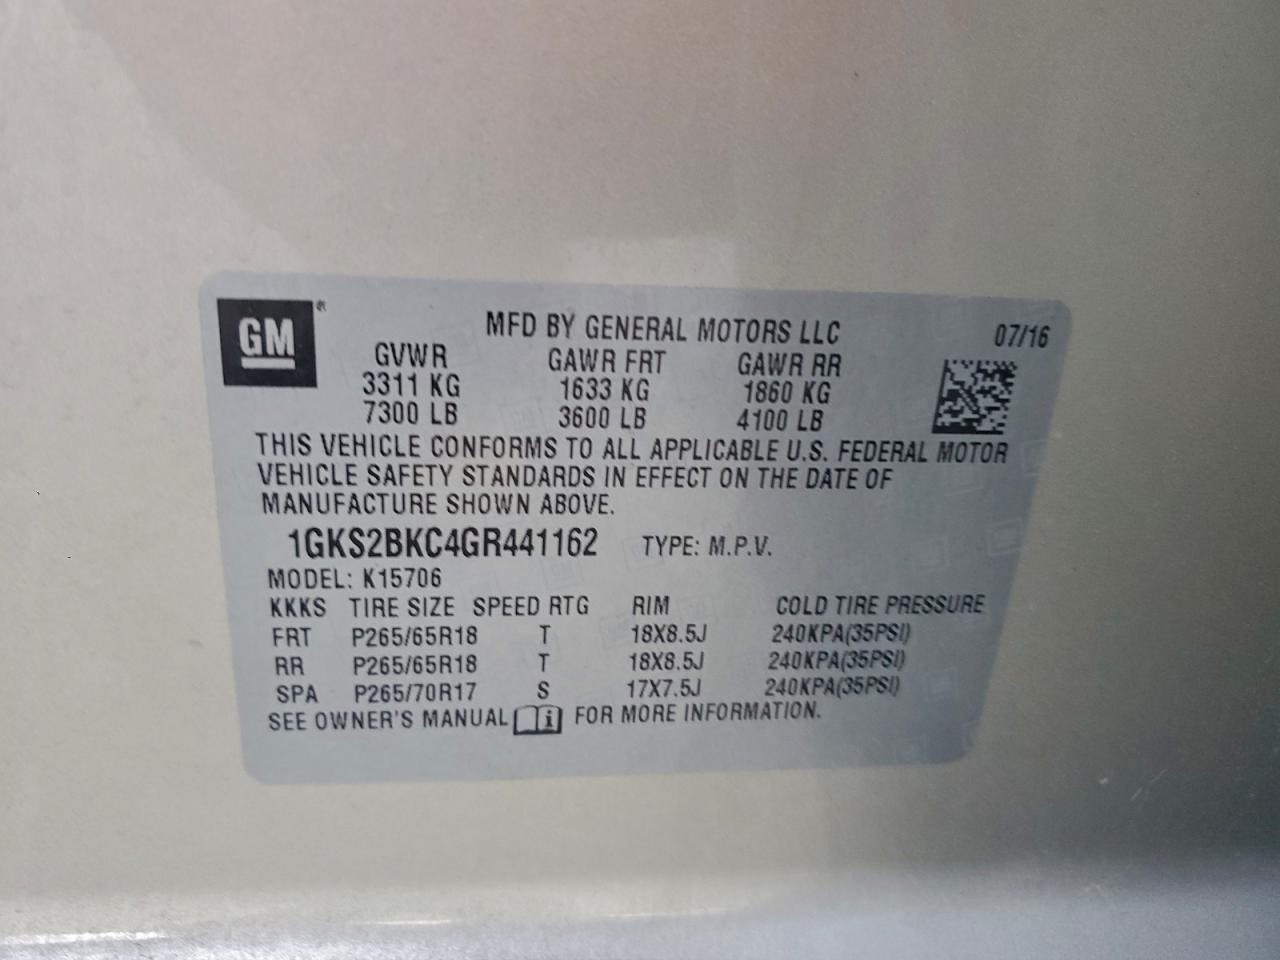 GM®
MFD BY GENERAL MOTORS LLC 07/16
GVWR GAWR FRT GAWR RR
3311 KG 1633 KG 1860 KG
7300 LB 3600 LB 4100 LB
THIS VEHICLE CONFORMS TO ALL APPLICABLE U.S. FEDERAL MOTOR
VEHICLE SAFETY STANDARDS IN EFFECT ON THE DATE OF
MANUFACTURE SHOWN ABOVE.
1GKS2BKC4GR441162 TYPE: M.P.V.
MODEL: K15706
KKKS TIRE SIZE SPEED RTG RIM COLD TIRE PRESSURE
FRT P265/65R18 T 18X8.5J 240KPA(35PSI)
RR P265/65R18 T 18X8.5J 240KPA(35PSI)
SPA P265/70R17 S 17X7.5J 240KPA(35PSI)
SEE OWNER'S MANUAL FOR MORE INFORMATION.